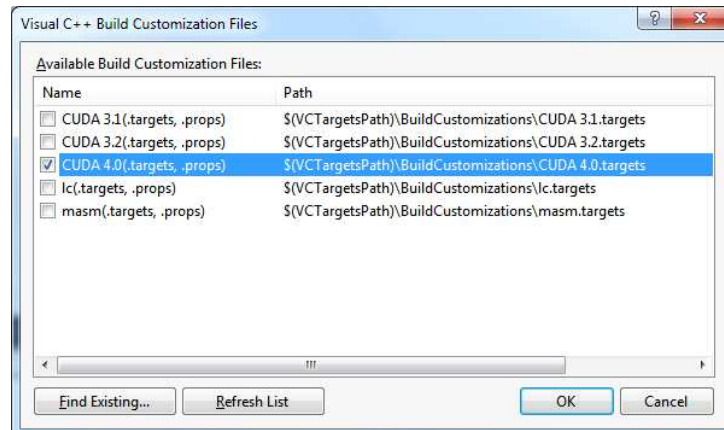 Visual C++ Build Customization Files
Available Build Customization Files:
Name Path
CUDA 3.1(.targets, .props) $(VCTargetsPath)\BuildCustomizations\CUDA 3.1.targets
CUDA 3.2(.targets, .props) $(VCTargetsPath)\BuildCustomizations\CUDA 3.2.targets
CUDA 4.0(.targets, .props) $(VCTargetsPath)\BuildCustomizations\CUDA 4.0.targets
lc(.targets, .props) $(VCTargetsPath)\BuildCustomizations\lc.targets
masm(.targets, .props) $(VCTargetsPath)\BuildCustomizations\masm.targets
Find Existing... Refresh List OK Cancel